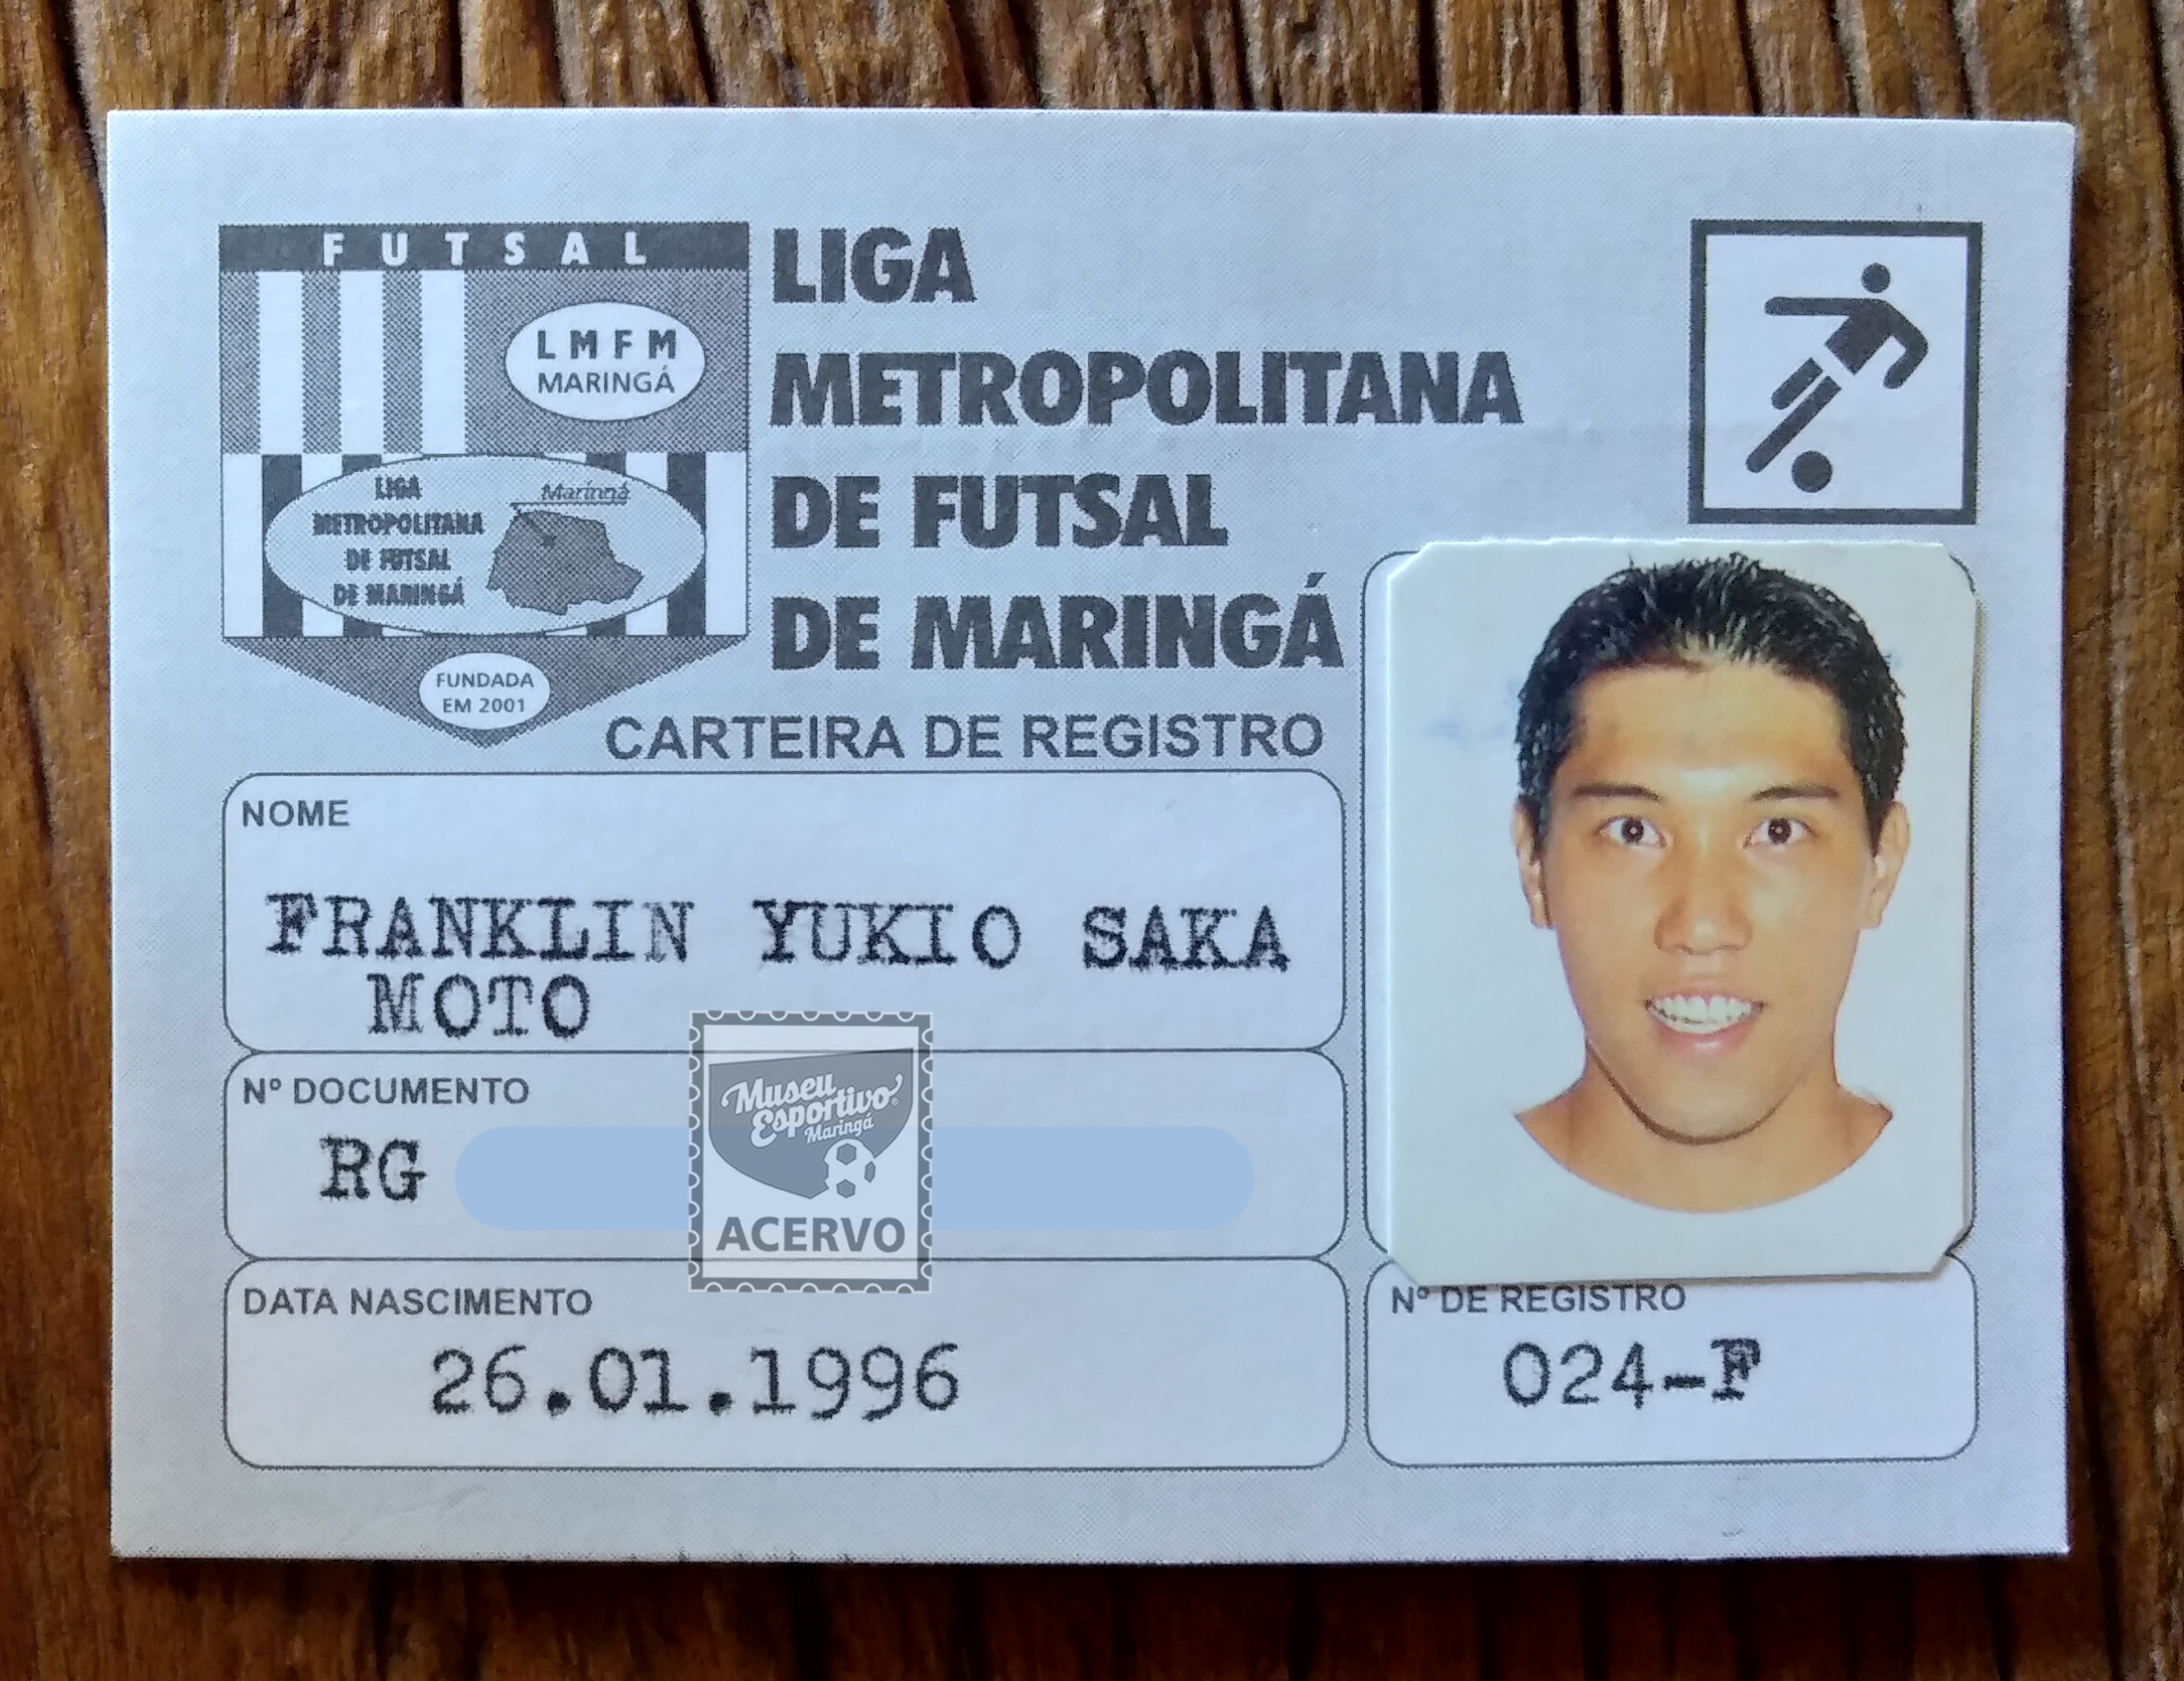 FUTSAL
LMFM
MARINGÁ
LIGA
METROPOLITANA
DE FUTSAL
DE MARINGÁ
Maringá
FUNDADA
EM 2001
LIGA
METROPOLITANA
DE FUTSAL
DE MARINGÁ
CARTEIRA DE REGISTRO
NOME
FRANKLIN YUKIO SAKA
MOTO
Nº DOCUMENTO
RG
Museu
Esportivo
Maringá
ACERVO
DATA NASCIMENTO
26.01.1996
Nº DE REGISTRO
024-F